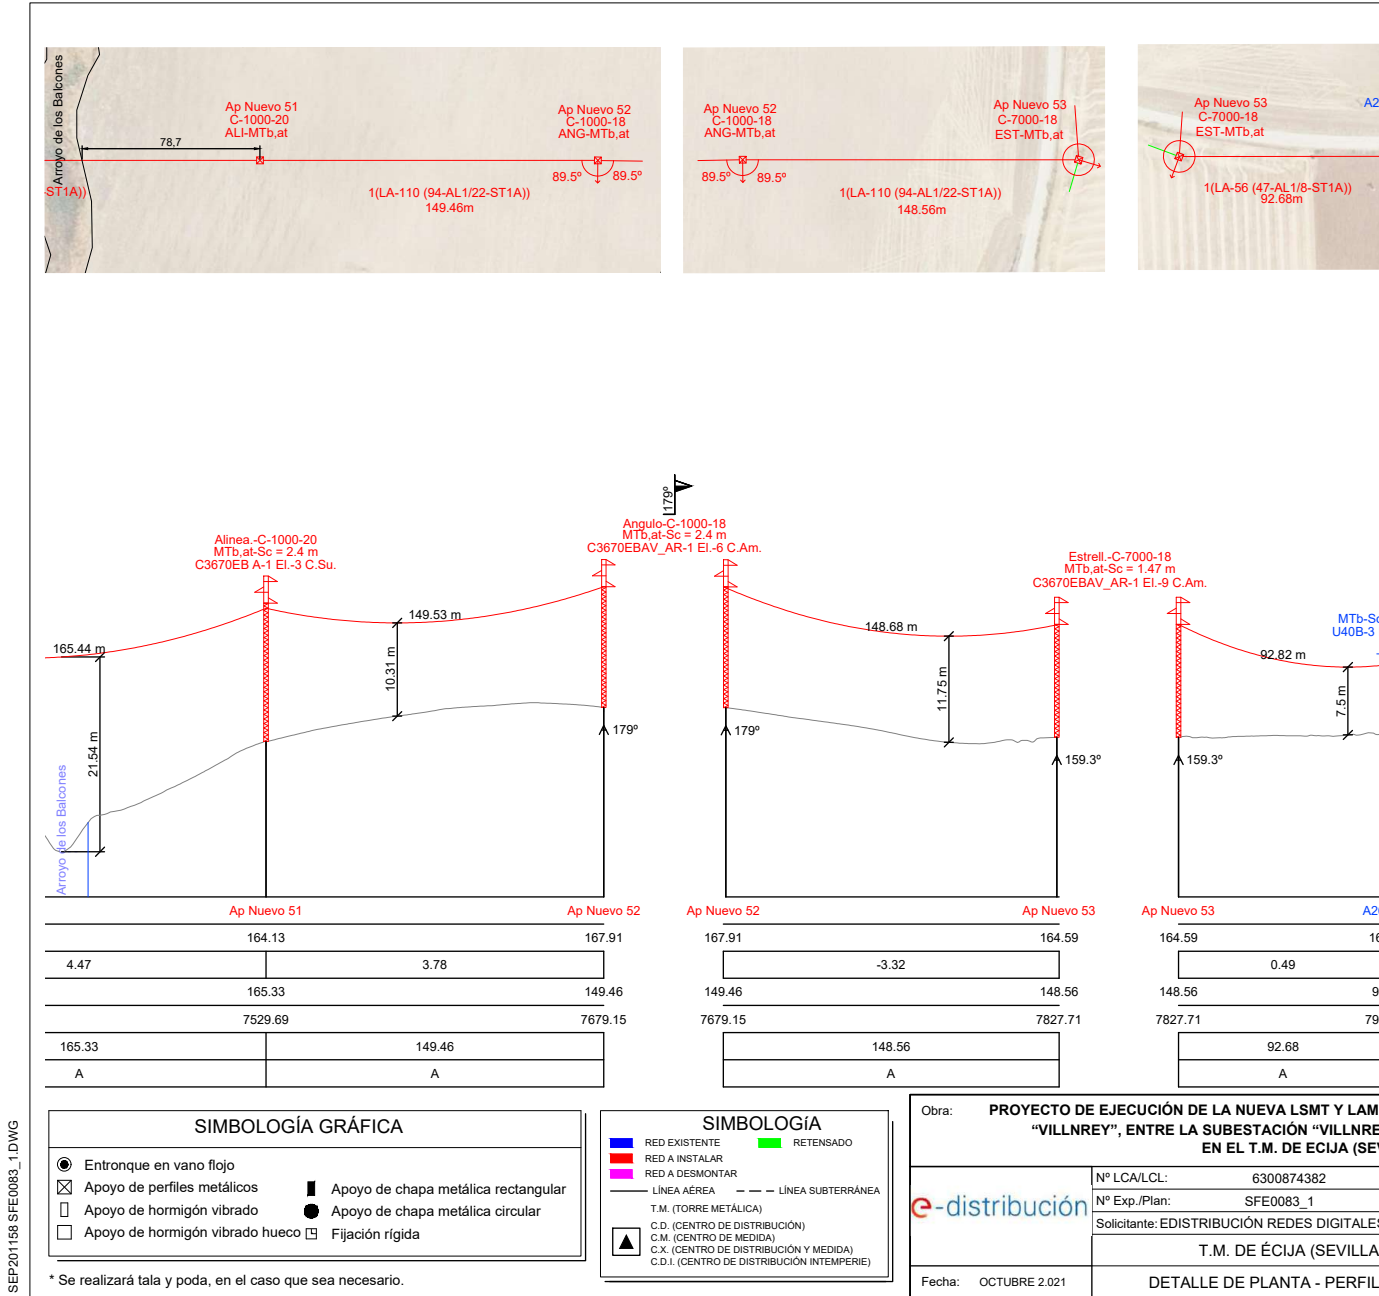 Arroyo de los Balcones
78,7
Ap Nuevo 51
C-1000-20
ALI-MTb,at
-ST1A))
1(LA-110 (94-AL1/22-ST1A))
149.46m
Ap Nuevo 52
C-1000-18
ANG-MTb,at
89.5º 89.5º
Ap Nuevo 52
C-1000-18
ANG-MTb,at
89.5º 89.5º
1(LA-110 (94-AL1/22-ST1A))
148.56m
Ap Nuevo 53
C-7000-18
EST-MTb,at
Ap Nuevo 53
C-7000-18
EST-MTb,at
1(LA-56 (47-AL1/8-ST1A))
92.68m
A2
179º
Alinea.-C-1000-20
MTb,at-Sc = 2.4 m
C3670EB A-1 El.-3 C.Su.
Angulo-C-1000-18
MTb,at-Sc = 2.4 m
C3670EBAV_AR-1 El.-6 C.Am.
Estrell.-C-7000-18
MTb,at-Sc = 1.47 m
C3670EBAV_AR-1 El.-9 C.Am.
MTb-Sc
U40B-3
165.44 m
149.53 m
148.68 m
92.82 m
21.54 m
10.31 m
11.75 m
7.5 m
179º
179º
159.3º
159.3º
Arroyo de los Balcones
Ap Nuevo 51 Ap Nuevo 52 Ap Nuevo 52 Ap Nuevo 53 Ap Nuevo 53 A2
164.13 167.91 167.91 164.59 164.59 16
4.47 3.78 -3.32 0.49
165.33 149.46 149.46 148.56 148.56 9
7529.69 7679.15 7679.15 7827.71 7827.71 79
165.33 149.46 148.56 92.68
A A A A
SIMBOLOGÍA GRÁFICA
Entronque en vano flojo
Apoyo de perfiles metálicos
Apoyo de hormigón vibrado
Apoyo de hormigón vibrado hueco
Apoyo de chapa metálica rectangular
Apoyo de chapa metálica circular
Fijación rígida
* Se realizará tala y poda, en el caso que sea necesario.
SIMBOLOGíA
RED EXISTENTE RETENSADO
RED A INSTALAR
RED A DESMONTAR
LÍNEA AÉREA LÍNEA SUBTERRÁNEA
T.M. (TORRE METÁLICA)
C.D. (CENTRO DE DISTRIBUCIÓN)
C.M. (CENTRO DE MEDIDA)
C.X. (CENTRO DE DISTRIBUCIÓN Y MEDIDA)
C.D.I. (CENTRO DE DISTRIBUCIÓN INTEMPERIE)
Obra: PROYECTO DE EJECUCIÓN DE LA NUEVA LSMT Y LAM
“VILLNREY”, ENTRE LA SUBESTACIÓN “VILLNRE
EN EL T.M. DE ECIJA (SEV
e-distribución
Nº LCA/LCL: 6300874382
Nº Exp./Plan: SFE0083_1
Solicitante: EDISTRIBUCIÓN REDES DIGITALES
T.M. DE ÉCIJA (SEVILLA
Fecha: OCTUBRE 2.021
DETALLE DE PLANTA - PERFIL
SEP201158 SFE0083_1.DWG